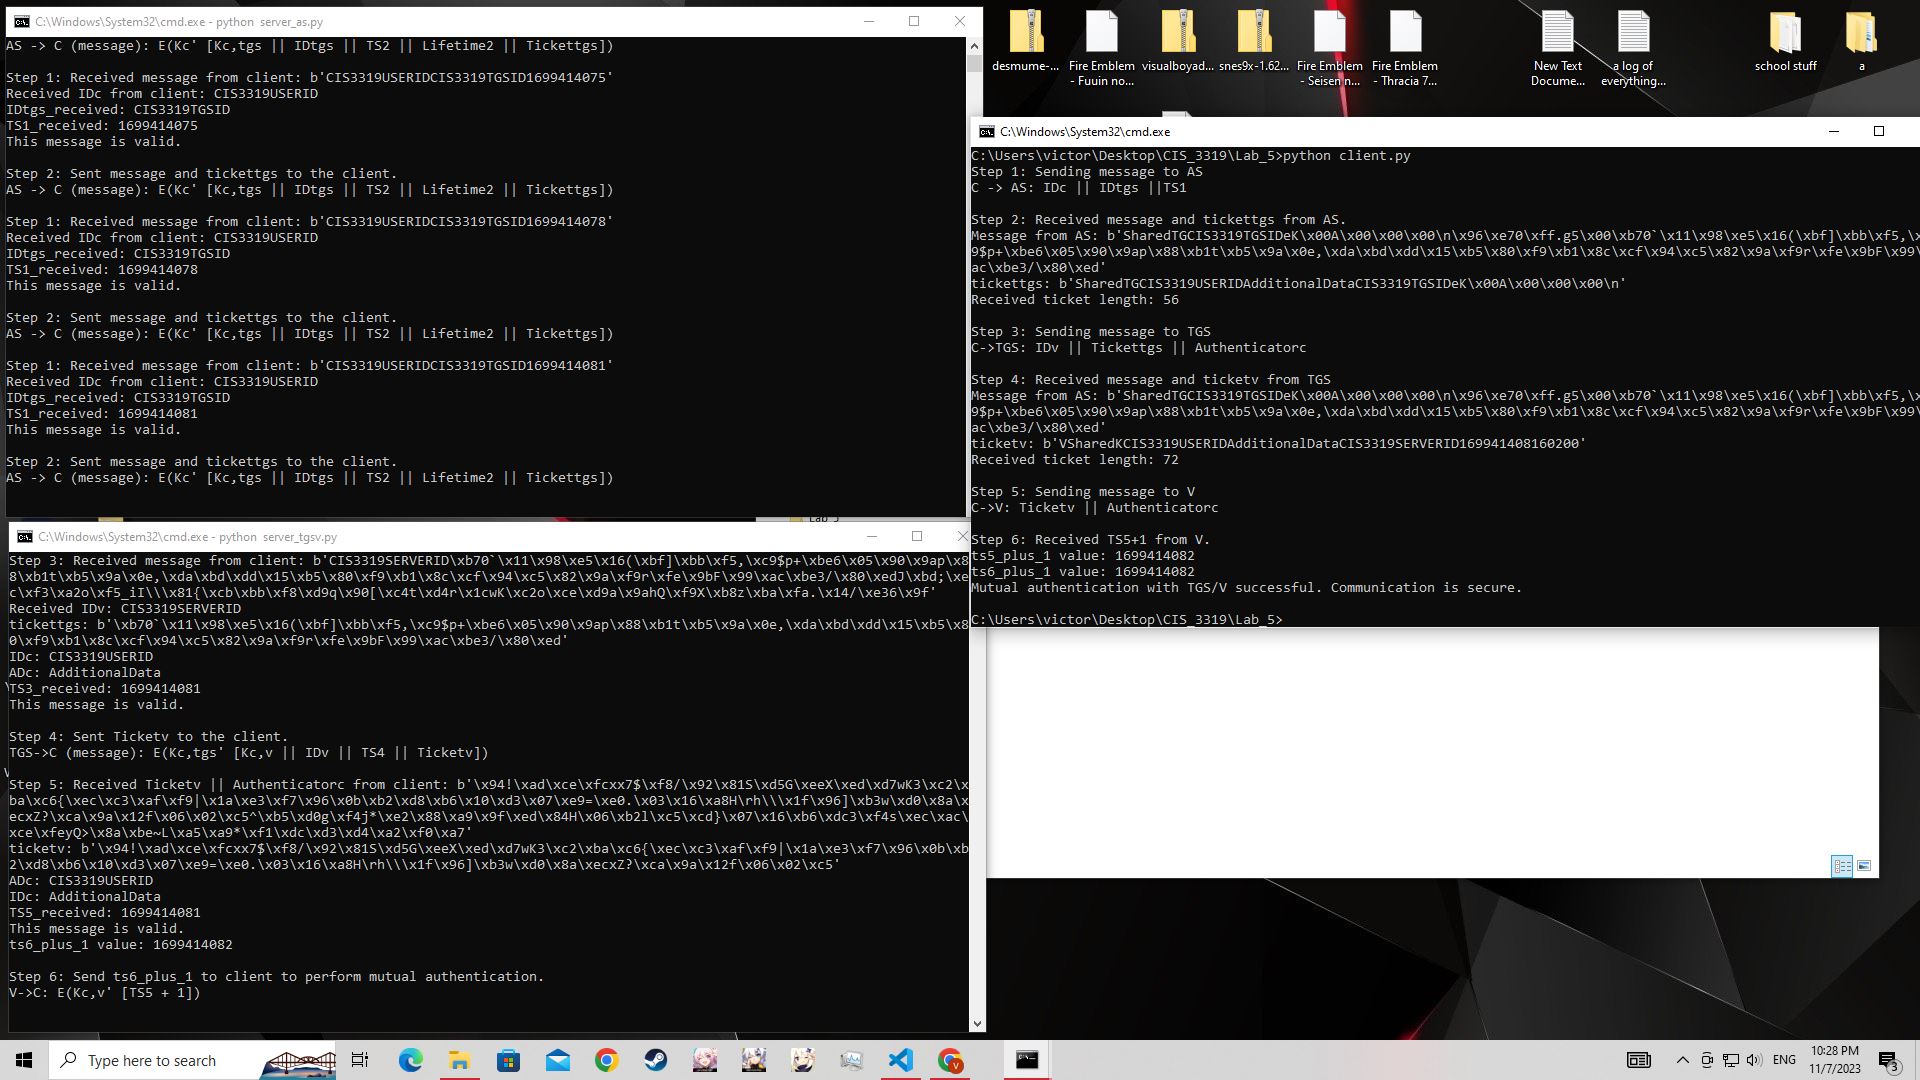 C:\Windows\System32\cmd.exe - python  server_as.py
AS -> C (message): E(Kc' [Kc,tgs || IDtgs || TS2 || Lifetime2 || Tickettgs])
Step 1: Received message from client: b'CIS3319USERIDCIS3319TGSID1699414075'
Received IDc from client: CIS3319USERID
IDtgs_received: CIS3319TGSID
TS1_received: 1699414075
This message is valid.
Step 2: Sent message and tickettgs to the client.
AS -> C (message): E(Kc' [Kc,tgs || IDtgs || TS2 || Lifetime2 || Tickettgs])
Step 1: Received message from client: b'CIS3319USERIDCIS3319TGSID1699414078'
Received IDc from client: CIS3319USERID
IDtgs_received: CIS3319TGSID
TS1_received: 1699414078
This message is valid.
Step 2: Sent message and tickettgs to the client.
AS -> C (message): E(Kc' [Kc,tgs || IDtgs || TS2 || Lifetime2 || Tickettgs])
Step 1: Received message from client: b'CIS3319USERIDCIS3319TGSID1699414081'
Received IDc from client: CIS3319USERID
IDtgs_received: CIS3319TGSID
TS1_received: 1699414081
This message is valid.
Step 2: Sent message and tickettgs to the client.
AS -> C (message): E(Kc' [Kc,tgs || IDtgs || TS2 || Lifetime2 || Tickettgs])
desmume-...
Fire Emblem
- Fuuin no...
visualboyad...
snes9x-1.62...
Fire Emblem
- Seisen n...
Fire Emblem
- Thracia 7...
New Text
Docume...
a log of
everything...
school stuff
a
C:\Windows\System32\cmd.exe
C:\Users\victor\Desktop\CIS_3319\Lab_5>python client.py
Step 1: Sending message to AS
C -> AS: IDc || IDtgs ||TS1
Step 2: Received message and tickettgs from AS.
Message from AS: b'SharedTGCIS3319TGSIDeK\x00A\x00\x00\x00\n\x96\xe70\xff.g5\x00\xb70`\x11\x98\xe5\x16(\xbf]\xbb\xf5,\x
9$p+\xbe6\x05\x90\x9ap\x88\xb1t\xb5\x9a\x0e,\xda\xbd\xdd\x15\xb5\x80\xf9\xb1\x8c\xcf\x94\xc5\x82\x9a\xf9r\xfe\x9bF\x99\
ac\xbe3/\x80\xed'
tickettgs: b'SharedTGCIS3319USERIDAdditionalDataCIS3319TGSIDeK\x00A\x00\x00\x00\n'
Received ticket length: 56
Step 3: Sending message to TGS
C->TGS: IDv || Tickettgs || Authenticatorc
Step 4: Received message and ticketv from TGS
Message from AS: b'SharedTGCIS3319TGSIDeK\x00A\x00\x00\x00\n\x96\xe70\xff.g5\x00\xb70`\x11\x98\xe5\x16(\xbf]\xbb\xf5,\x
9$p+\xbe6\x05\x90\x9ap\x88\xb1t\xb5\x9a\x0e,\xda\xbd\xdd\x15\xb5\x80\xf9\xb1\x8c\xcf\x94\xc5\x82\x9a\xf9r\xfe\x9bF\x99\
ac\xbe3/\x80\xed'
ticketv: b'VSharedKCIS3319USERIDAdditionalDataCIS3319SERVERID169941408160200'
Received ticket length: 72
Step 5: Sending message to V
C->V: Ticketv || Authenticatorc
Step 6: Received TS5+1 from V.
ts5_plus_1 value: 1699414082
ts6_plus_1 value: 1699414082
Mutual authentication with TGS/V successful. Communication is secure.
C:\Users\victor\Desktop\CIS_3319\Lab_5>
C:\Windows\System32\cmd.exe - python  server_tgsv.py
Step 3: Received message from client: b'CIS3319SERVERID\xb70`\x11\x98\xe5\x16(\xbf]\xbb\xf5,\xc9$p+\xbe6\x05\x90\x9ap\x8
8\xb1t\xb5\x9a\x0e,\xda\xbd\xdd\x15\xb5\x80\xf9\xb1\x8c\xcf\x94\xc5\x82\x9a\xf9r\xfe\x9bF\x99\xac\xbe3/\x80\xedJ\xbd;\xe
c\xf3\xa2o\xf5_iI\\\x81{\xcb\xbb\xf8\xd9q\x90[\xc4t\xd4r\x1cwK\xc2o\xce\xd9a\x9ahQ\xf9X\xb8z\xba\xfa.\x14/\xe36\x9f'
Received IDv: CIS3319SERVERID
tickettgs: b'\xb70`\x11\x98\xe5\x16(\xbf]\xbb\xf5,\xc9$p+\xbe6\x05\x90\x9ap\x88\xb1t\xb5\x9a\x0e,\xda\xbd\xdd\x15\xb5\x8
0\xf9\xb1\x8c\xcf\x94\xc5\x82\x9a\xf9r\xfe\x9bF\x99\xac\xbe3/\x80\xed'
IDc: CIS3319USERID
ADc: AdditionalData
TS3_received: 1699414081
This message is valid.
Step 4: Sent Ticketv to the client.
TGS->C (message): E(Kc,tgs' [Kc,v || IDv || TS4 || Ticketv])
Step 5: Received Ticketv || Authenticatorc from client: b'\x94!\xad\xce\xfcxx7$\xf8/\x92\x81S\xd5G\xeeX\xed\xd7wK3\xc2\x
ba\xc6{\xec\xc3\xaf\xf9|\x1a\xe3\xf7\x96\x0b\xb2\xd8\xb6\x10\xd3\x07\xe9=\xe0.\x03\x16\xa8H\rh\\\x1f\x96]\xb3w\xd0\x8a\x
ecxZ?\xca\x9a\x12f\x06\x02\xc5^\xb5\xd0g\xf4j*\xe2\x88\xa9\x9f\xed\x84H\x06\xb2l\xc5\xcd}\x07\x16\xb6\xdc3\xf4s\xec\xac\
xce\xfeyQ>\x8a\xbe~L\xa5\xa9*\xf1\xdc\xd3\xd4\xa2\xf0\xa7'
ticketv: b'\x94!\xad\xce\xfcxx7$\xf8/\x92\x81S\xd5G\xeeX\xed\xd7wK3\xc2\xba\xc6{\xec\xc3\xaf\xf9|\x1a\xe3\xf7\x96\x0b\xb
2\xd8\xb6\x10\xd3\x07\xe9=\xe0.\x03\x16\xa8H\rh\\\x1f\x96]\xb3w\xd0\x8a\xecxZ?\xca\x9a\x12f\x06\x02\xc5'
ADc: CIS3319USERID
IDc: AdditionalData
TS5_received: 1699414081
This message is valid.
ts6_plus_1 value: 1699414082
Step 6: Send ts6_plus_1 to client to perform mutual authentication.
V->C: E(Kc,v' [TS5 + 1])
Type here to search
ENG
10:28 PM
11/7/2023
3